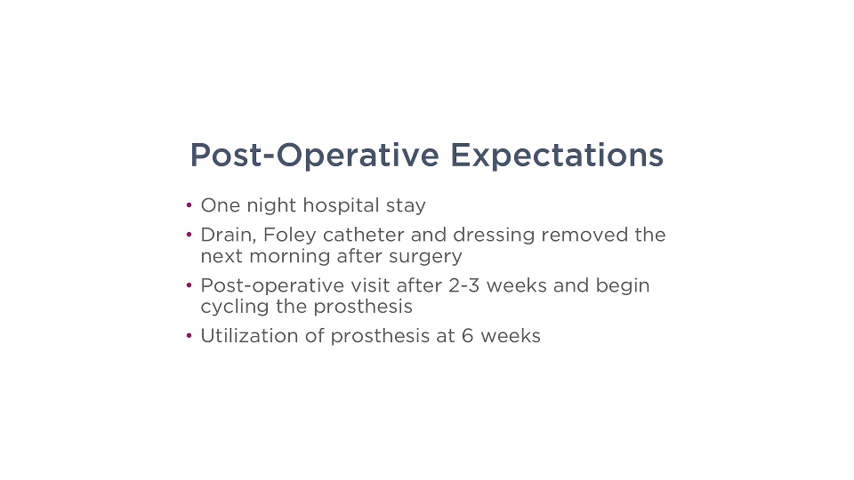 Post-Operative Expectations
• One night hospital stay
• Drain, Foley catheter and dressing removed the
next morning after surgery
• Post-operative visit after 2-3 weeks and begin
cycling the prosthesis
• Utilization of prosthesis at 6 weeks